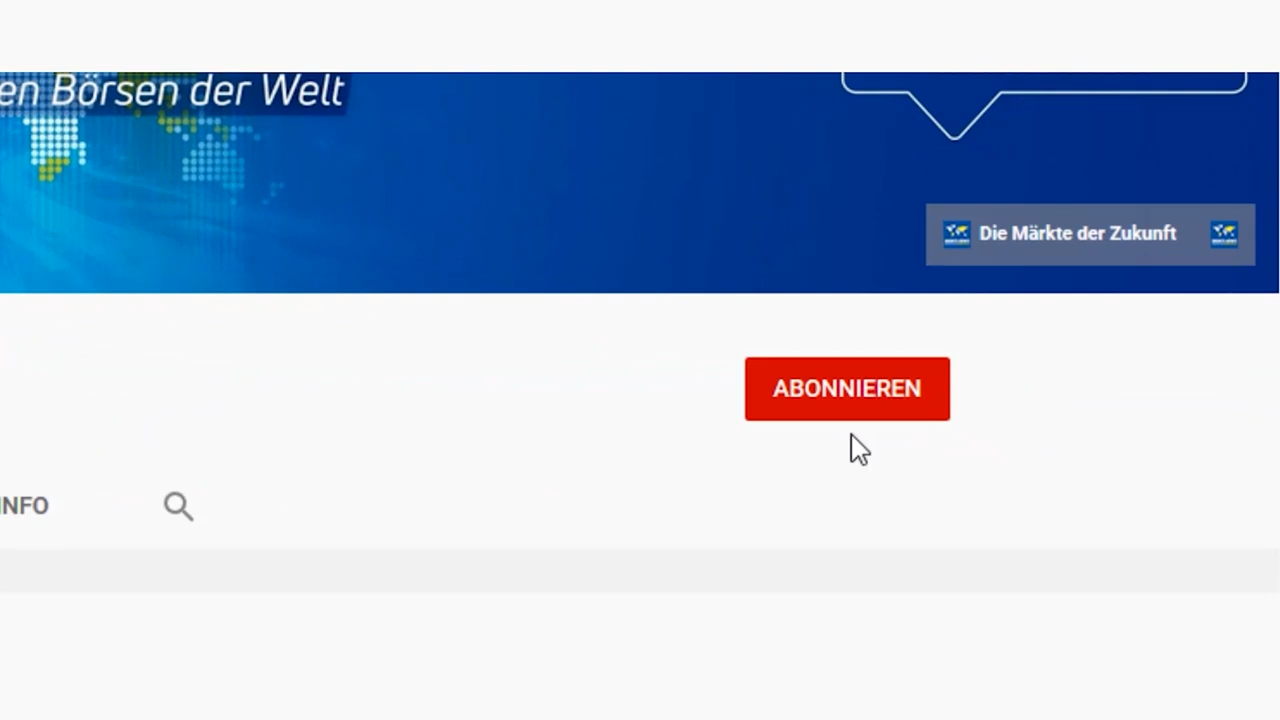 en Börsen der Welt
Die Märkte der Zukunft
ABONNIEREN
INFO